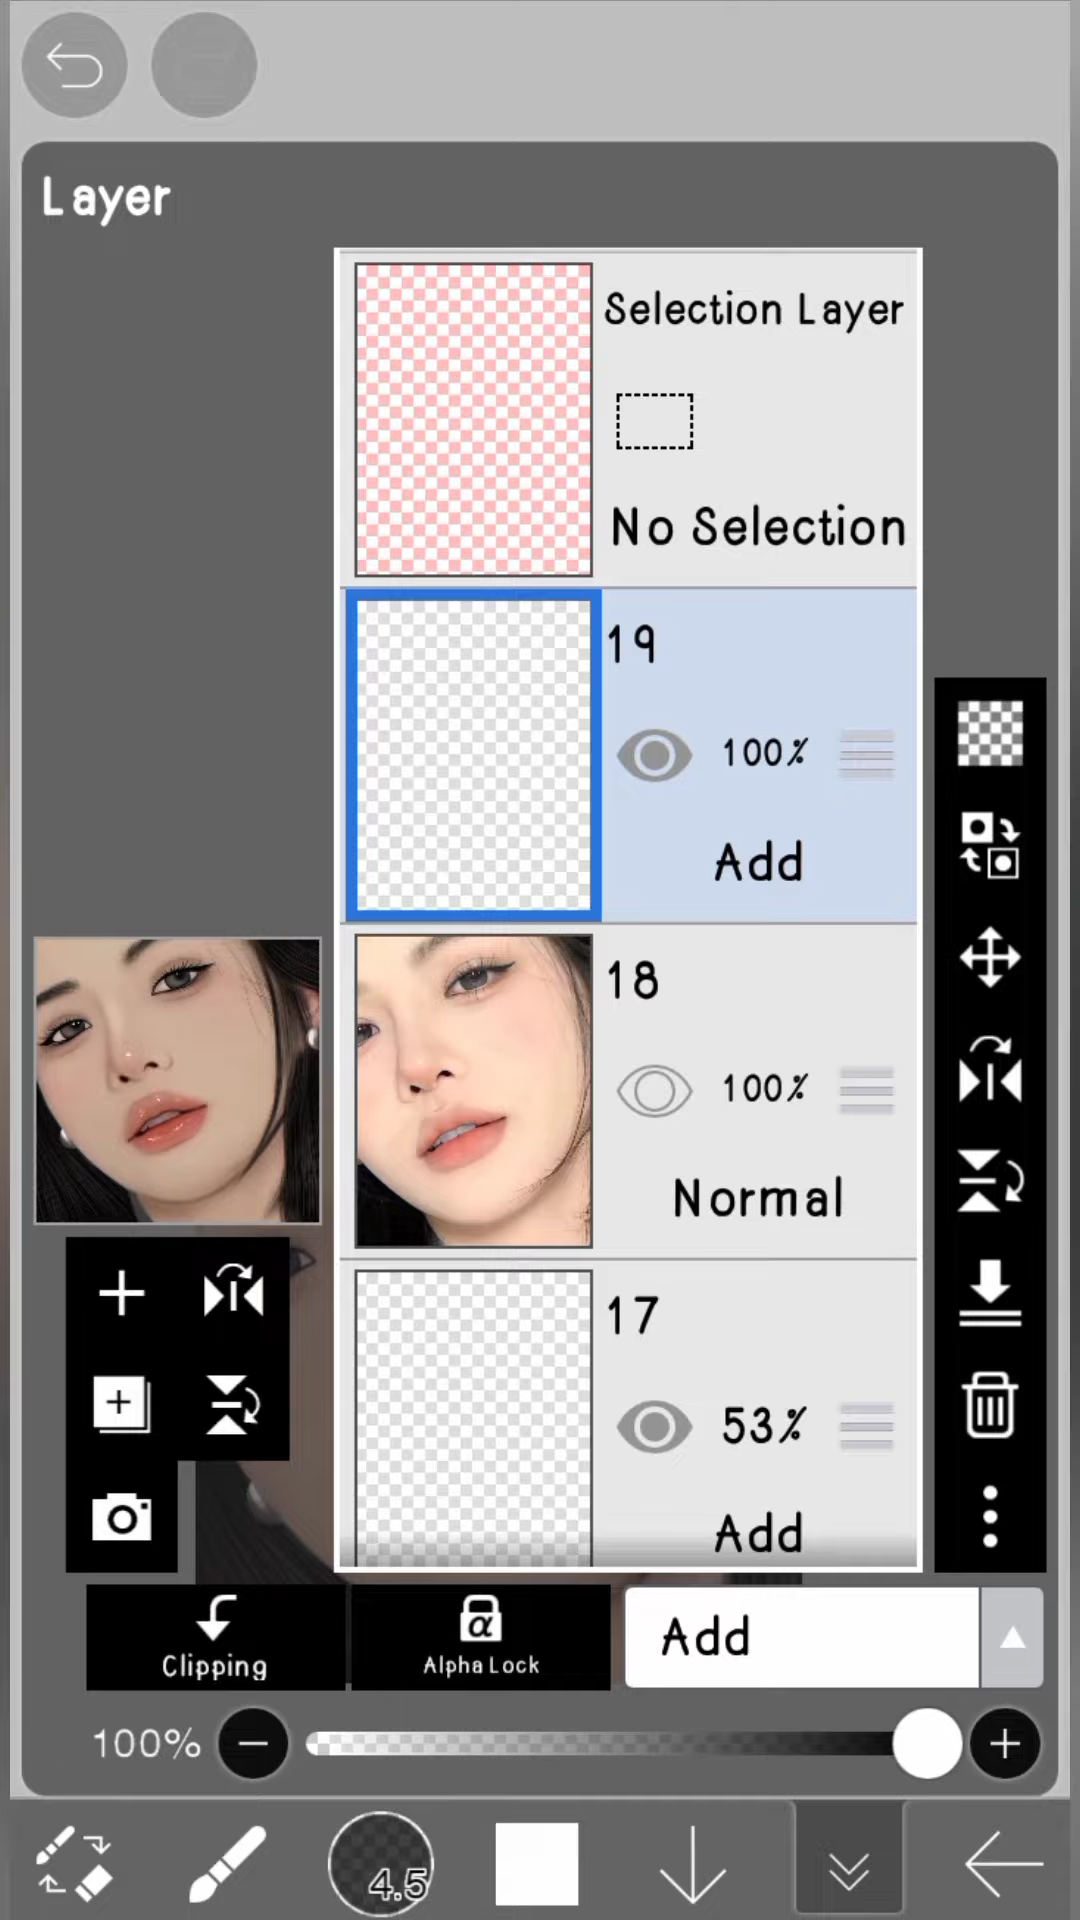 Layer
Selection Layer
No Selection
19
100%
Add
18
100%
Normal
17
53%
Add
Clipping
α
Alpha Lock
Add
100%
4.5